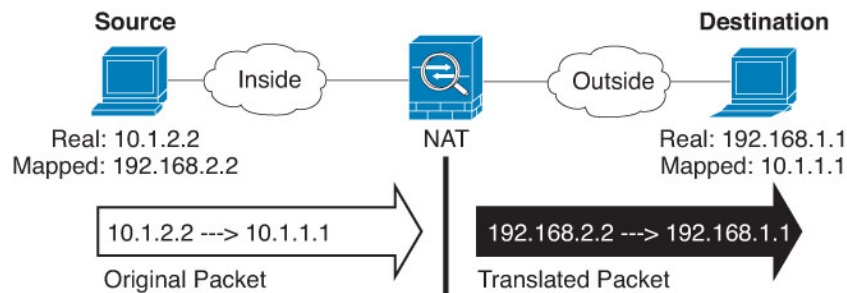 Source
Destination
Inside
Outside
Real: 10.1.2.2
Mapped: 192.168.2.2
NAT
Real: 192.168.1.1
Mapped: 10.1.1.1
10.1.2.2 ---> 10.1.1.1
192.168.2.2 ---> 192.168.1.1
Original Packet
Translated Packet